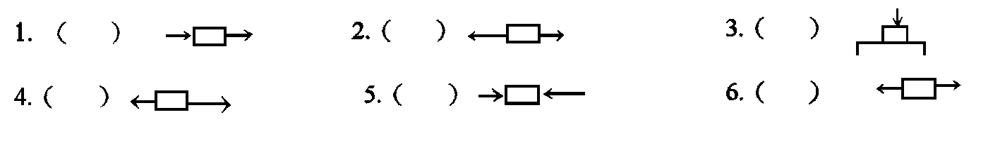 1.（ ） 2.（ ） 3.（ ）
4.（ ） 5.（ ） 6.（ ）